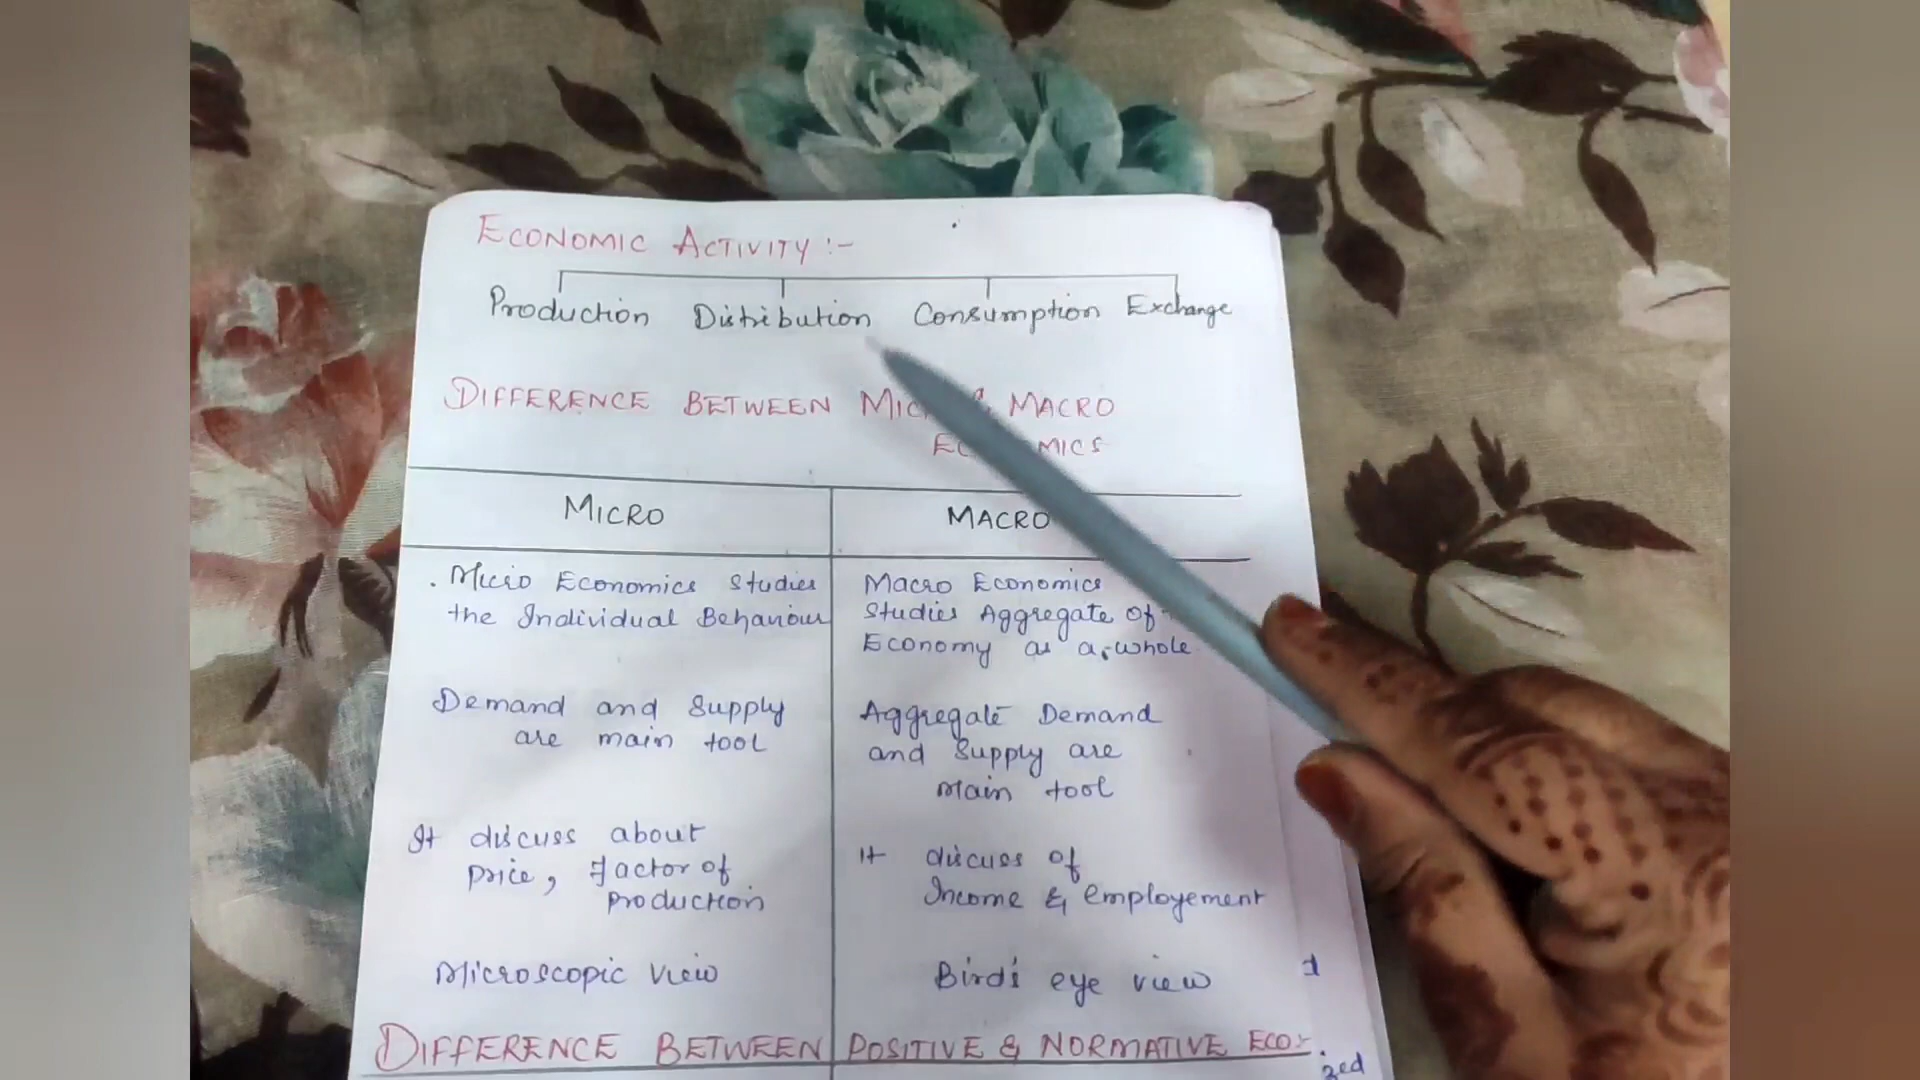 ECONOMIC ACTIVITY :-
Production Distribution Consumption Exchange
DIFFERENCE BETWEEN & MACRO
MICRO
MACRO
. Micro Economics Studies
the Individual Behaviour
Macro Economics
Studies Aggregate of
Economy as a whole
Demand and Supply
are main tool
Aggregate Demand
and Supply are
main tool
It discuss about
price, factor of
production
It discuss of
Income & employement
Microscopic view
Bird's eye view
DIFFERENCE BETWEEN POSITIVE & NORMATIVE ECO:-
zed